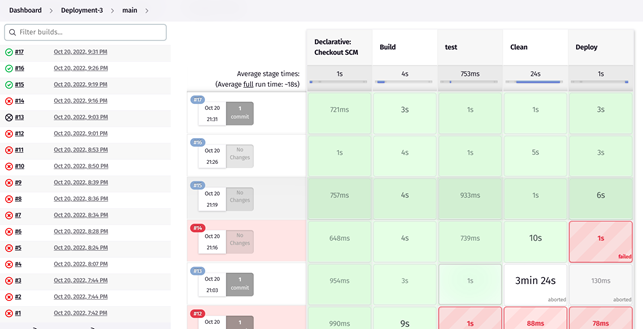 Dashboard > Deployment-3 > main >
Filter builds...
#17 Oct 20, 2022, 9:31 PM
#16 Oct 20, 2022, 9:26 PM
#15 Oct 20, 2022, 9:19 PM
#14 Oct 20, 2022, 9:16 PM
#13 Oct 20, 2022, 9:03 PM
#12 Oct 20, 2022, 9:01 PM
#11 Oct 20, 2022, 8:53 PM
#10 Oct 20, 2022, 8:50 PM
#9 Oct 20, 2022, 8:39 PM
#8 Oct 20, 2022, 8:36 PM
#7 Oct 20, 2022, 8:34 PM
#6 Oct 20, 2022, 8:28 PM
#5 Oct 20, 2022, 8:24 PM
#4 Oct 20, 2022, 8:07 PM
#3 Oct 20, 2022, 7:44 PM
#2 Oct 20, 2022, 7:44 PM
#1 Oct 20, 2022, 7:42 PM
Declarative:
Checkout SCM
Build
test
Clean
Deploy
Average stage times:
(Average full run time: ~18s)
1s 4s 753ms 24s 1s
#17
Oct 20
21:31
1
commit
721ms 3s 1s 1s 3s
#16
Oct 20
21:26
No
Changes
1s 4s 1s 5s 3s
#15
Oct 20
21:19
No
Changes
757ms 4s 933ms 1s 6s
#14
Oct 20
21:16
No
Changes
648ms 4s 739ms 10s 1s
failed
#13
Oct 20
21:03
1
commit
954ms 3s 1s 3min 24s 130ms
aborted aborted
#12
Oct 20
1
990ms 9s 1s 88ms 78ms